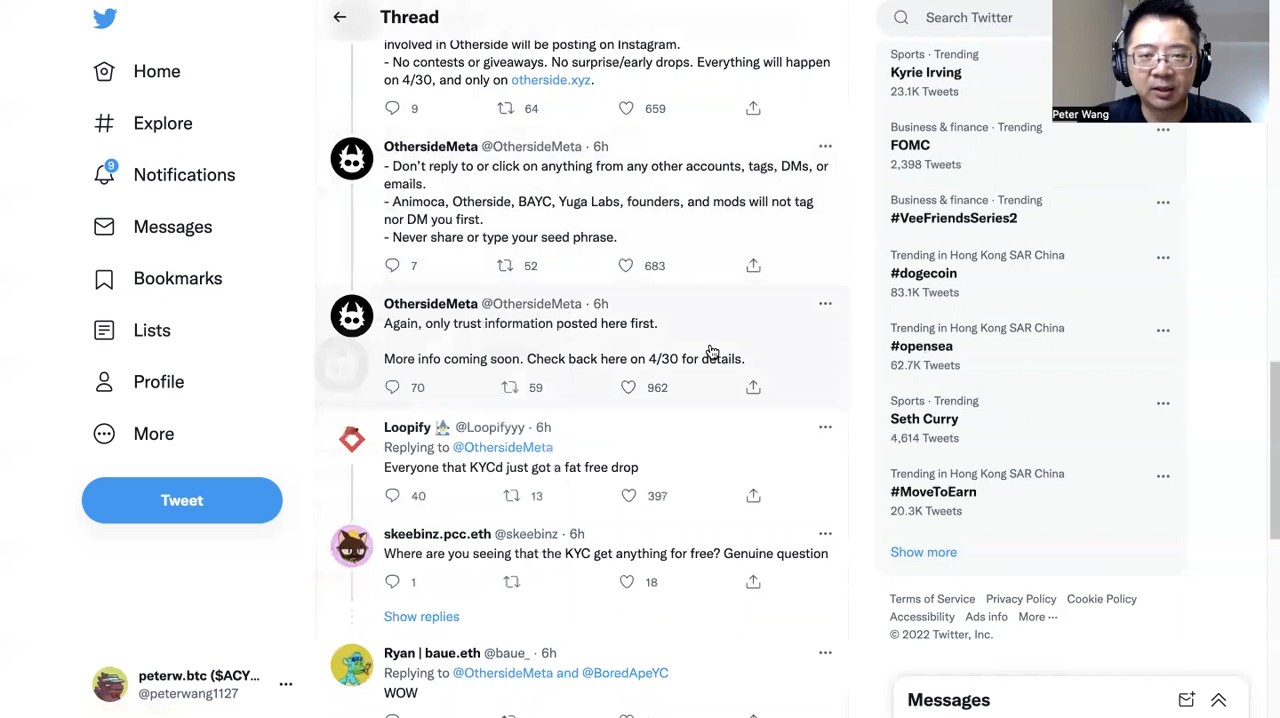 Home
Explore
9
Notifications
Messages
Bookmarks
Lists
Profile
More
Tweet
peterw.btc ($ACY...
@peterwang1127
Thread
involved in Otherside will be posting on Instagram.
- No contests or giveaways. No surprise/early drops. Everything will happen
on 4/30, and only on otherside.xyz.
9 64 659
OthersideMeta @OthersideMeta · 6h
- Don't reply to or click on anything from any other accounts, tags, DMs, or
emails.
- Animoca, Otherside, BAYC, Yuga Labs, founders, and mods will not tag
nor DM you first.
- Never share or type your seed phrase.
7 52 683
OthersideMeta @OthersideMeta · 6h
Again, only trust information posted here first.
More info coming soon. Check back here on 4/30 for details.
70 59 962
Loopify @Loopifyyy · 6h
Replying to @OthersideMeta
Everyone that KYCd just got a fat free drop
40 13 397
skeebinz.pcc.eth @skeebinz · 6h
Where are you seeing that the KYC get anything for free? Genuine question
1 18
Show replies
Ryan | baue.eth @baue_ · 6h
Replying to @OthersideMeta and @BoredApeYC
WOW
Search Twitter
Sports · Trending
Kyrie Irving
23.1K Tweets
Business & finance · Trending
FOMC
2,398 Tweets
Business & finance · Trending
#VeeFriendsSeries2
Trending in Hong Kong SAR China
#dogecoin
83.1K Tweets
Trending in Hong Kong SAR China
#opensea
62.7K Tweets
Sports · Trending
Seth Curry
4,614 Tweets
Trending in Hong Kong SAR China
#MoveToEarn
20.3K Tweets
Show more
Terms of Service Privacy Policy Cookie Policy
Accessibility Ads info More ···
© 2022 Twitter, Inc.
Messages
Peter Wang